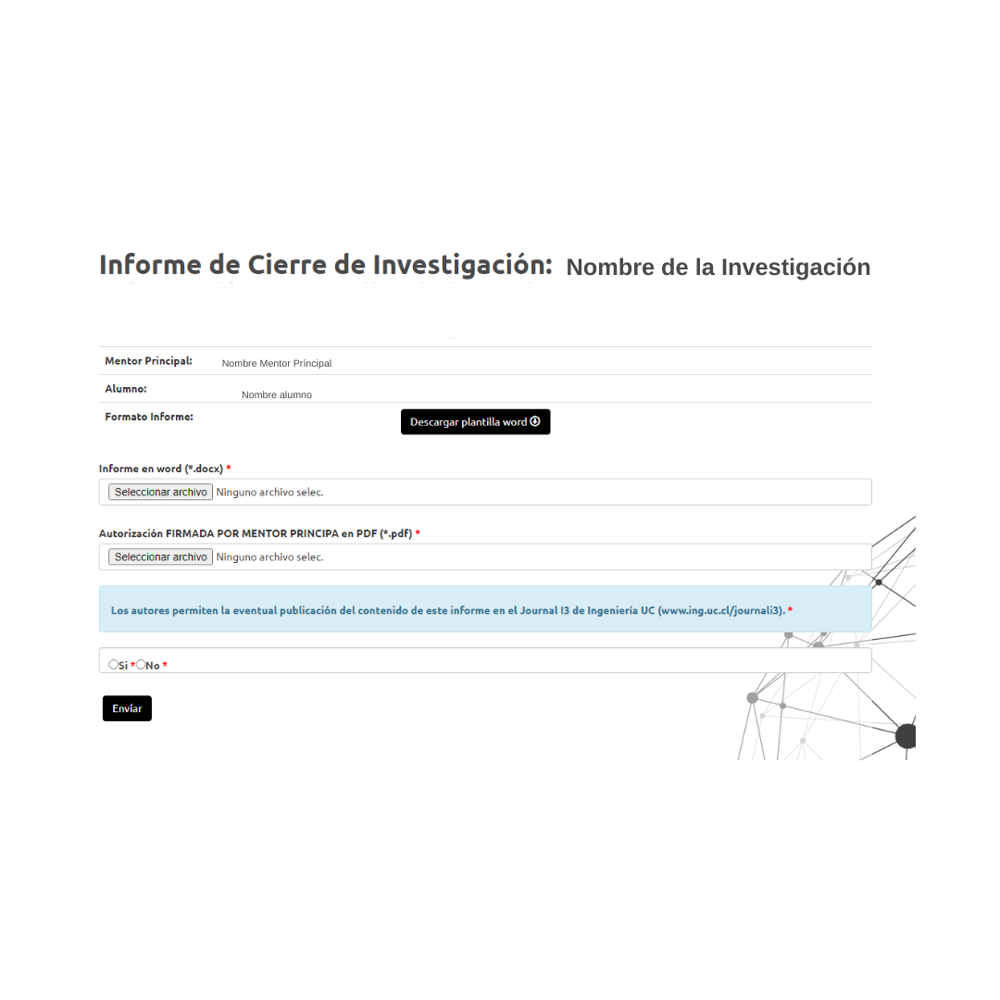 Informe de Cierre de Investigación: Nombre de la Investigación
Mentor Principal: Nombre Mentor Príncipal
Alumno: Nombre alumno
Formato Informe: Descargar plantilla word
Informe en word (*.docx) *
Seleccionar archivo Ninguno archivo selec.
Autorización FIRMADA POR MENTOR PRINCIPA en PDF (*.pdf) *
Seleccionar archivo Ninguno archivo selec.
Los autores permiten la eventual publicación del contenido de este informe en el Journal I3 de Ingeniería UC (www.ing.uc.cl/journali3). *
Si * No *
Envíar